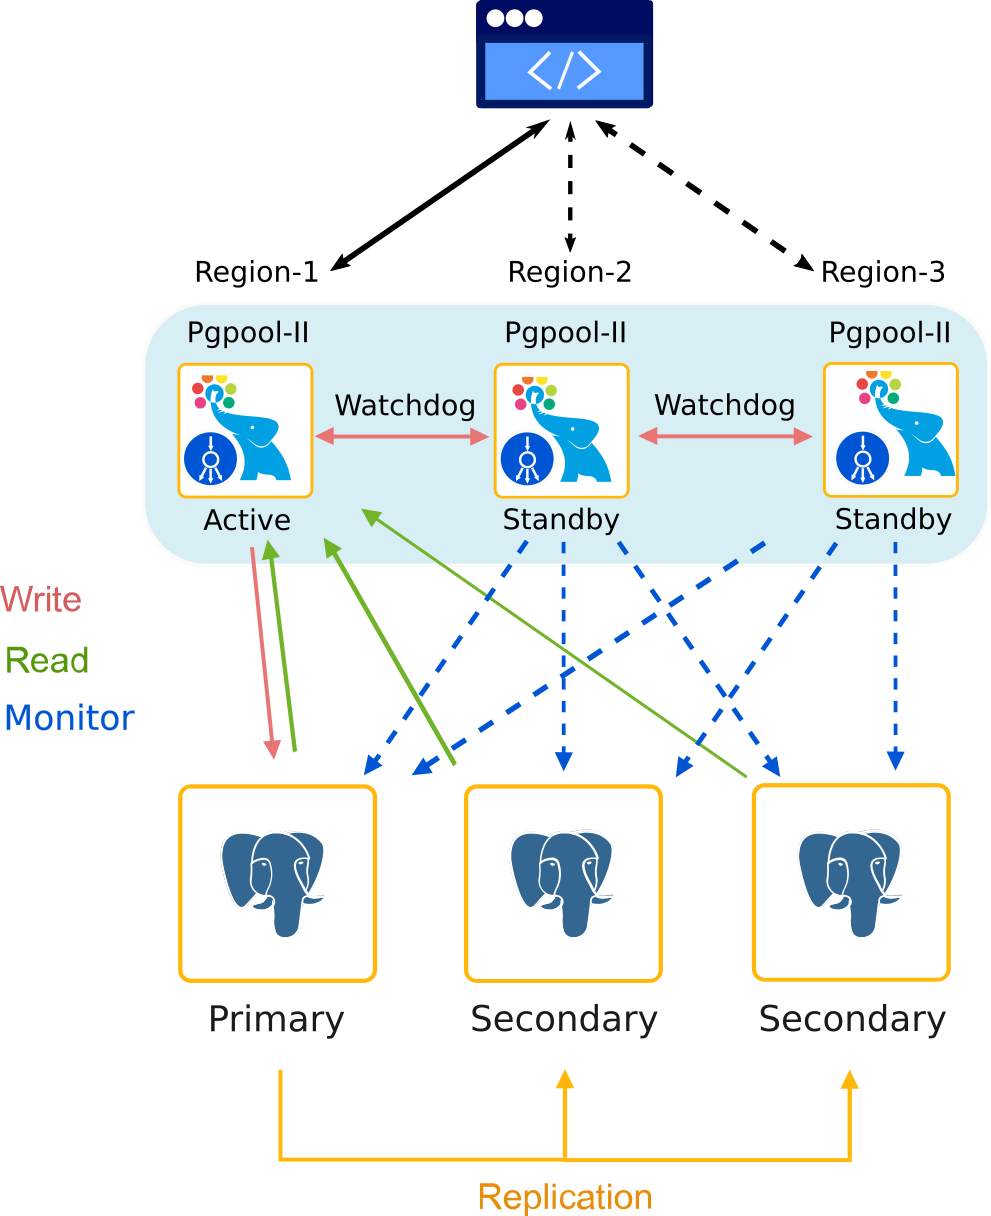 </>
Region-1
Region-2
Region-3
Pgpool-II
Pgpool-II
Pgpool-II
Watchdog
Watchdog
Active
Standby
Standby
Write
Read
Monitor
Primary
Secondary
Secondary
Replication